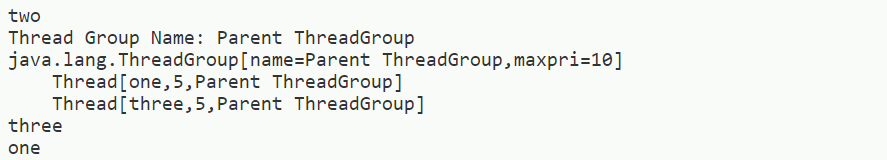 two
Thread Group Name: Parent ThreadGroup
java.lang.ThreadGroup[name=Parent ThreadGroup,maxpri=10]
    Thread[one,5,Parent ThreadGroup]
    Thread[three,5,Parent ThreadGroup]
three
one